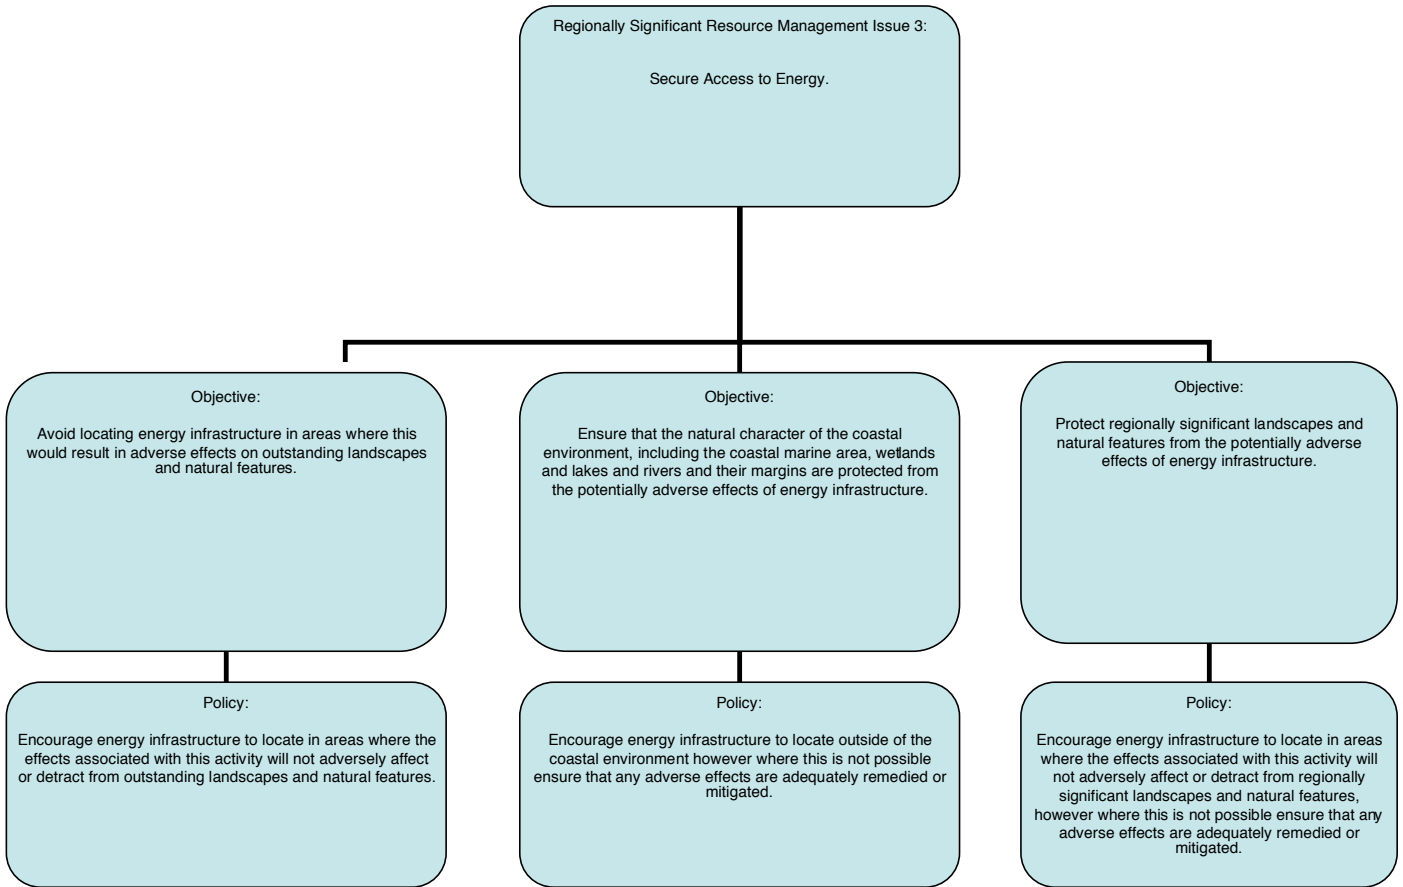 Regionally Significant Resource Management Issue 3:
Secure Access to Energy.
Objective:
Avoid locating energy infrastructure in areas where this
would result in adverse effects on outstanding landscapes
and natural features.
Objective:
Ensure that the natural character of the coastal
environment, including the coastal marine area, wetlands
and lakes and rivers and their margins are protected from
the potentially adverse effects of energy infrastructure.
Objective:
Protect regionally significant landscapes and
natural features from the potentially adverse
effects of energy infrastructure.
Policy:
Encourage energy infrastructure to locate in areas where the
effects associated with this activity will not adversely affect
or detract from outstanding landscapes and natural features.
Policy:
Encourage energy infrastructure to locate outside of the
coastal environment however where this is not possible
ensure that any adverse effects are adequately remedied or
mitigated.
Policy:
Encourage energy infrastructure to locate in areas
where the effects associated with this activity will
not adversely affect or detract from regionally
significant landscapes and natural features,
however where this is not possible ensure that any
adverse effects are adequately remedied or
mitigated.